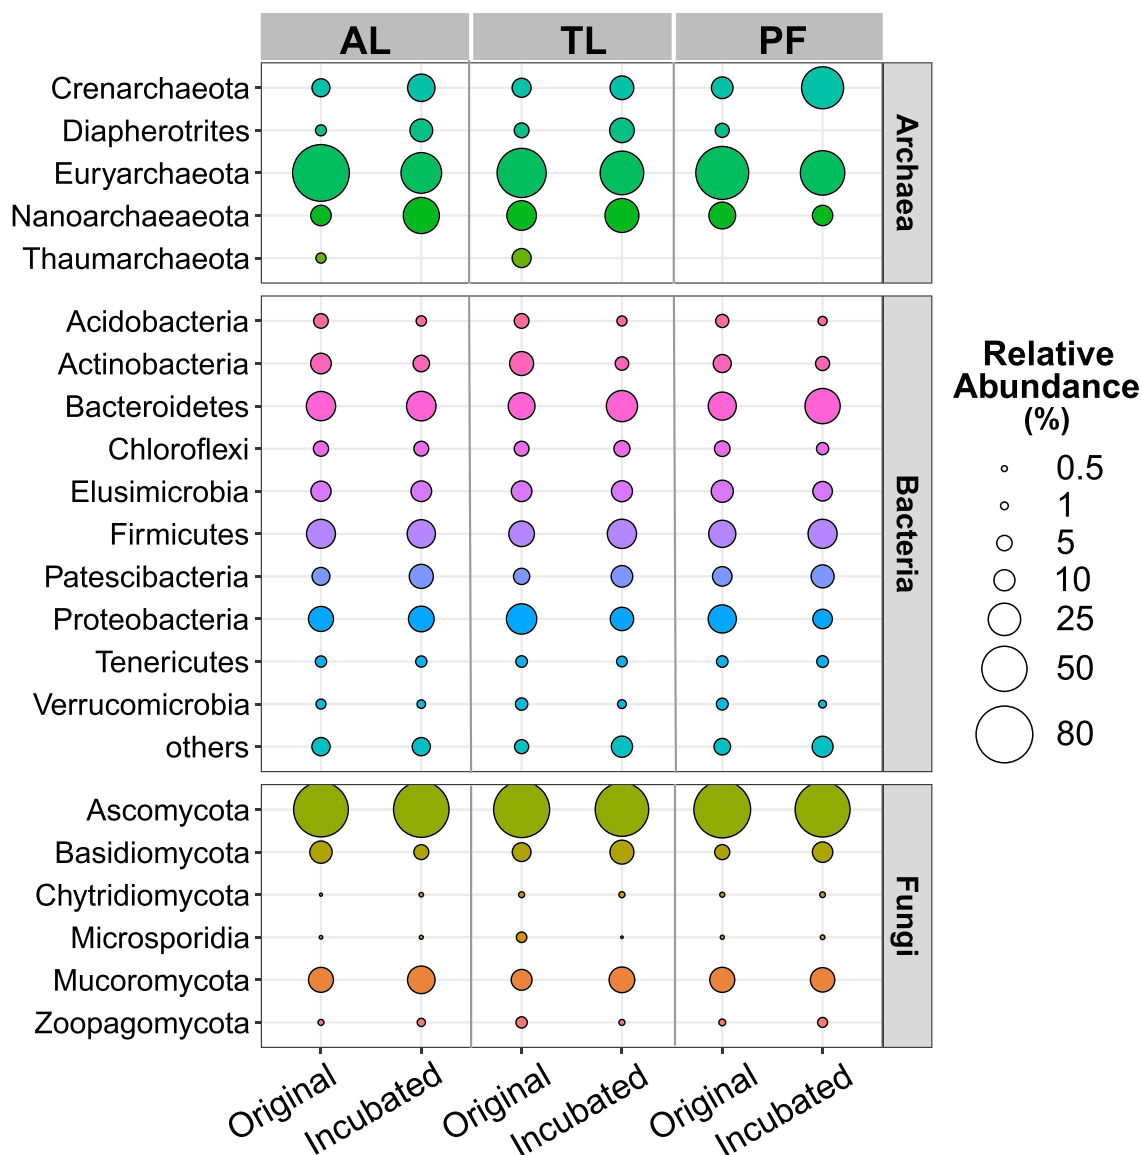 AL TL PF
Crenarchaeota
Diapherotrites
Euryarchaeota
Nanoarchaeaeota
Thaumarchaeota
Archaea
Acidobacteria
Actinobacteria
Bacteroidetes
Chloroflexi
Elusimicrobia
Firmicutes
Patescibacteria
Proteobacteria
Tenericutes
Verrucomicrobia
others
Bacteria
Ascomycota
Basidiomycota
Chytridiomycota
Microsporidia
Mucoromycota
Zoopagomycota
Fungi
Original Incubated Original Incubated Original Incubated
Relative
Abundance
(%)
0.5
1
5
10
25
50
80